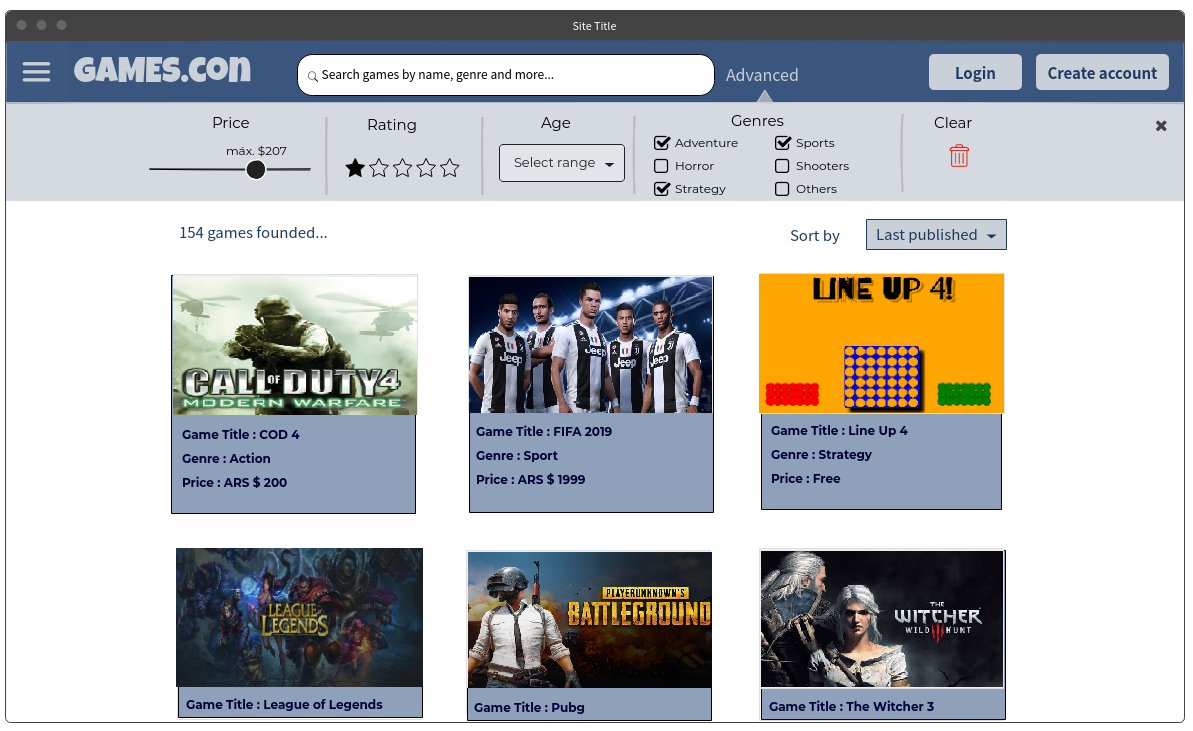 Site Title
GAMES.CON
Search games by name, genre and more...
Advanced
Login
Create account
Price
máx. $207
Rating
Age
Select range
Genres
Adventure
Sports
Horror
Shooters
Strategy
Others
Clear
154 games founded...
Sort by
Last published
CALL OF DUTY 4
MODERN WARFARE
Game Title : COD 4
Genre : Action
Price : ARS $ 200
Jeep
Jeep
Jeep
Jeep
Game Title : FIFA 2019
Genre : Sport
Price : ARS $ 1999
LINE UP 4!
Game Title : Line Up 4
Genre : Strategy
Price : Free
LEAGUE
OF
LEGENDS
Game Title : League of Legends
PLAYERUNKNOWN'S
BATTLEGROUND
Game Title : Pubg
THE
WITCHER
WILD HUNT
Game Title : The Witcher 3